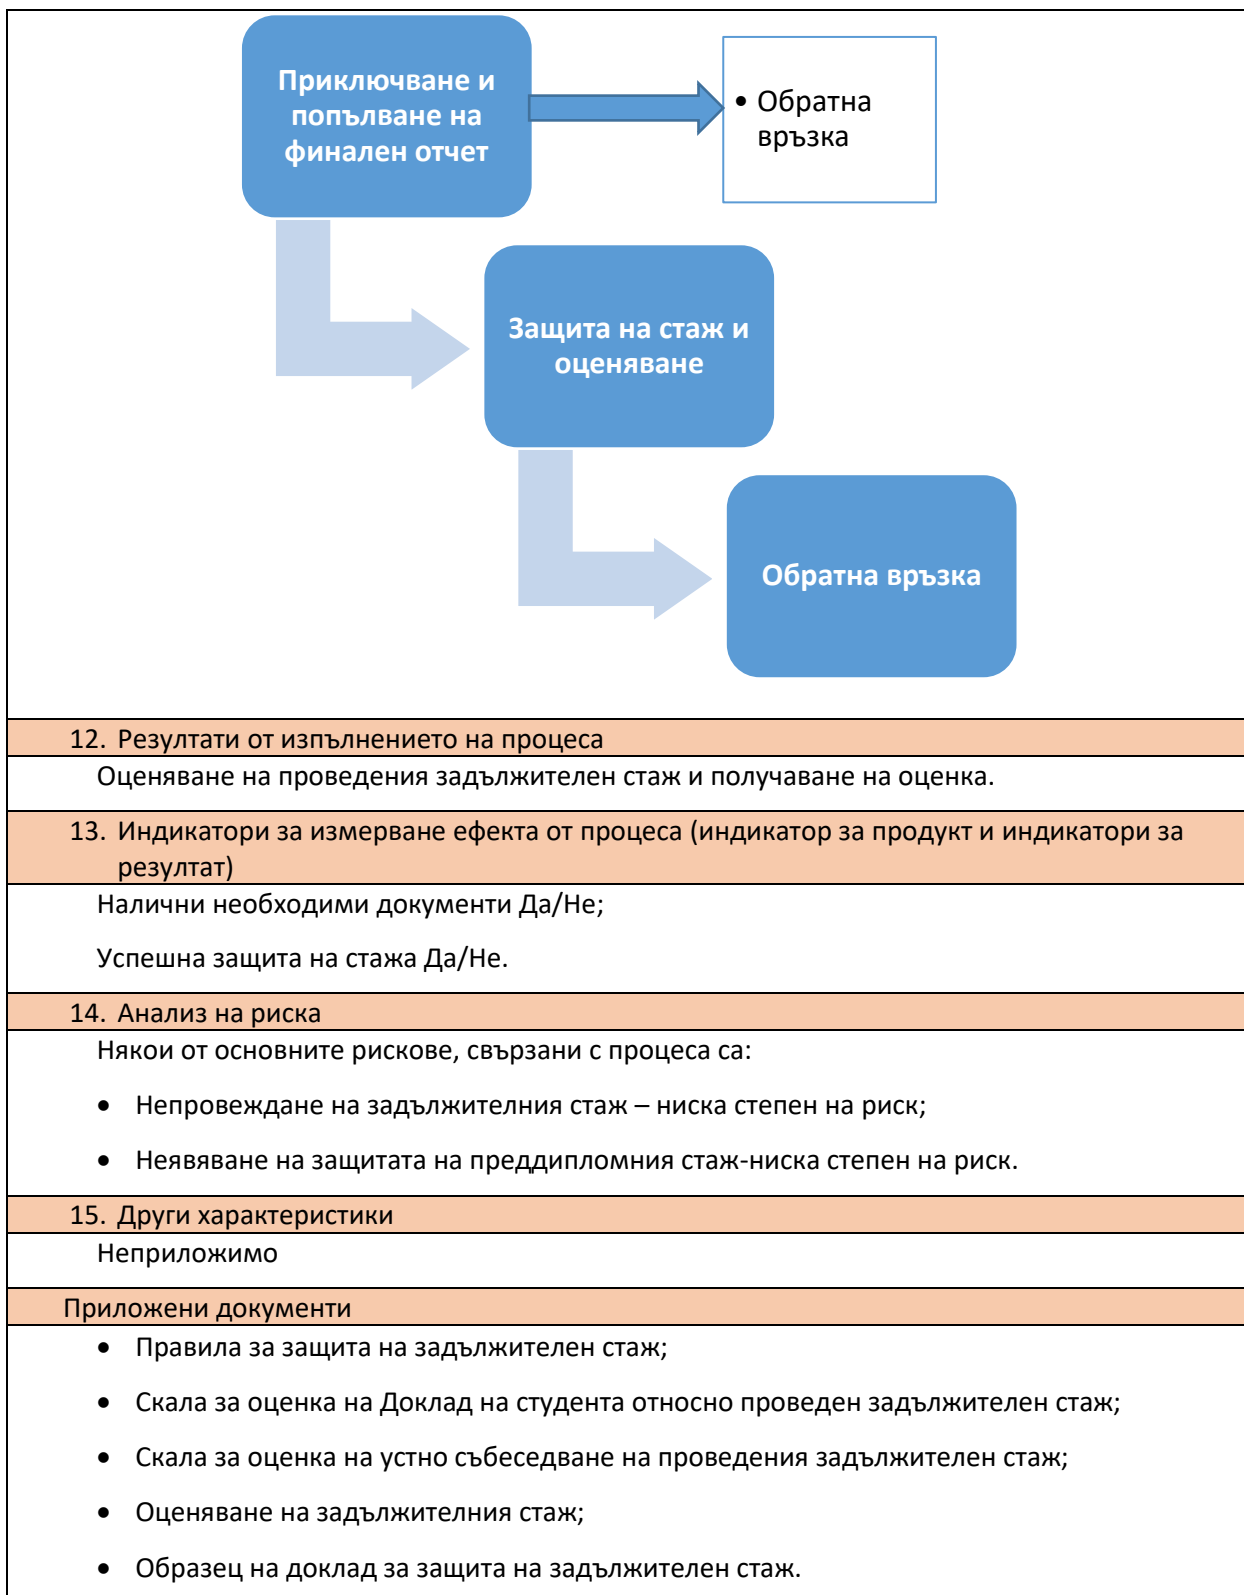 Приключване и
попълване на
финален отчет
• Обратна
връзка
Защита на стаж и
оценяване
Обратна връзка
12. Резултати от изпълнението на процеса
Оценяване на проведения задължителен стаж и получаване на оценка.
13. Индикатори за измерване ефекта от процеса (индикатор за продукт и индикатори за
резултат)
Налични необходими документи Да/Не;
Успешна защита на стажа Да/Не.
14. Анализ на риска
Някои от основните рискове, свързани с процеса са:
• Непровеждане на задължителния стаж – ниска степен на риск;
• Неявяване на защитата на преддипломния стаж-ниска степен на риск.
15. Други характеристики
Неприложимо
Приложени документи
• Правила за защита на задължителен стаж;
• Скала за оценка на Доклад на студента относно проведен задължителен стаж;
• Скала за оценка на устно събеседване на проведения задължителен стаж;
• Оценяване на задължителния стаж;
• Образец на доклад за защита на задължителен стаж.